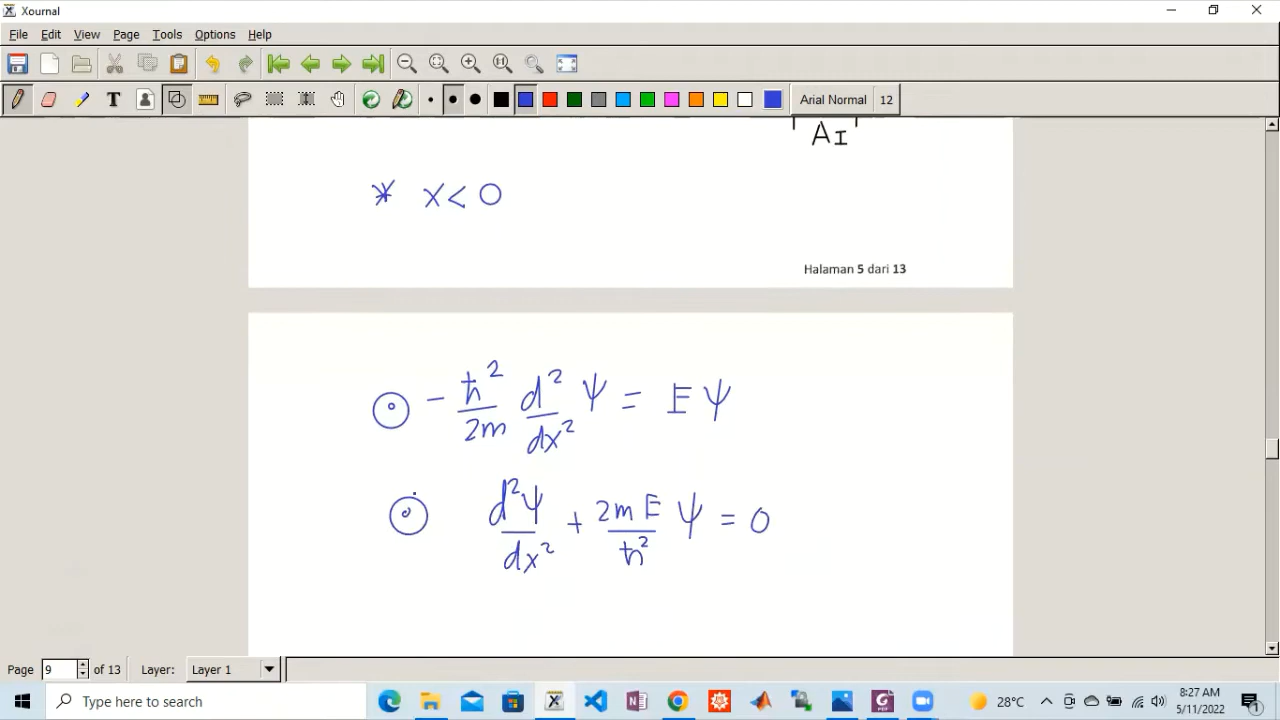 Xournal
File Edit View Page Tools Options Help
Arial Normal 12
AI
* x < 0
Halaman 5 dari 13
- ħ²/2m d²/dx² Ψ = E Ψ
d²Ψ/dx² + 2mE/ħ² Ψ = 0
Page 9 of 13 Layer: Layer 1
Type here to search
28°C
8:27 AM
5/11/2022